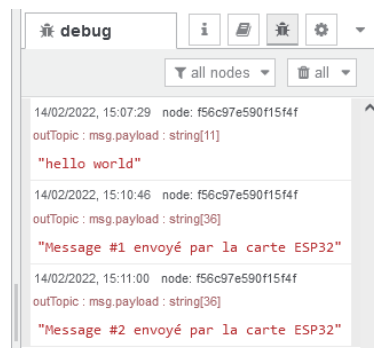 debug
i
all nodes
all
14/02/2022, 15:07:29 node: f56c97e590f15f4f
outTopic : msg.payload : string[11]
"hello world"
14/02/2022, 15:10:46 node: f56c97e590f15f4f
outTopic : msg.payload : string[36]
"Message #1 envoyé par la carte ESP32"
14/02/2022, 15:11:00 node: f56c97e590f15f4f
outTopic : msg.payload : string[36]
"Message #2 envoyé par la carte ESP32"